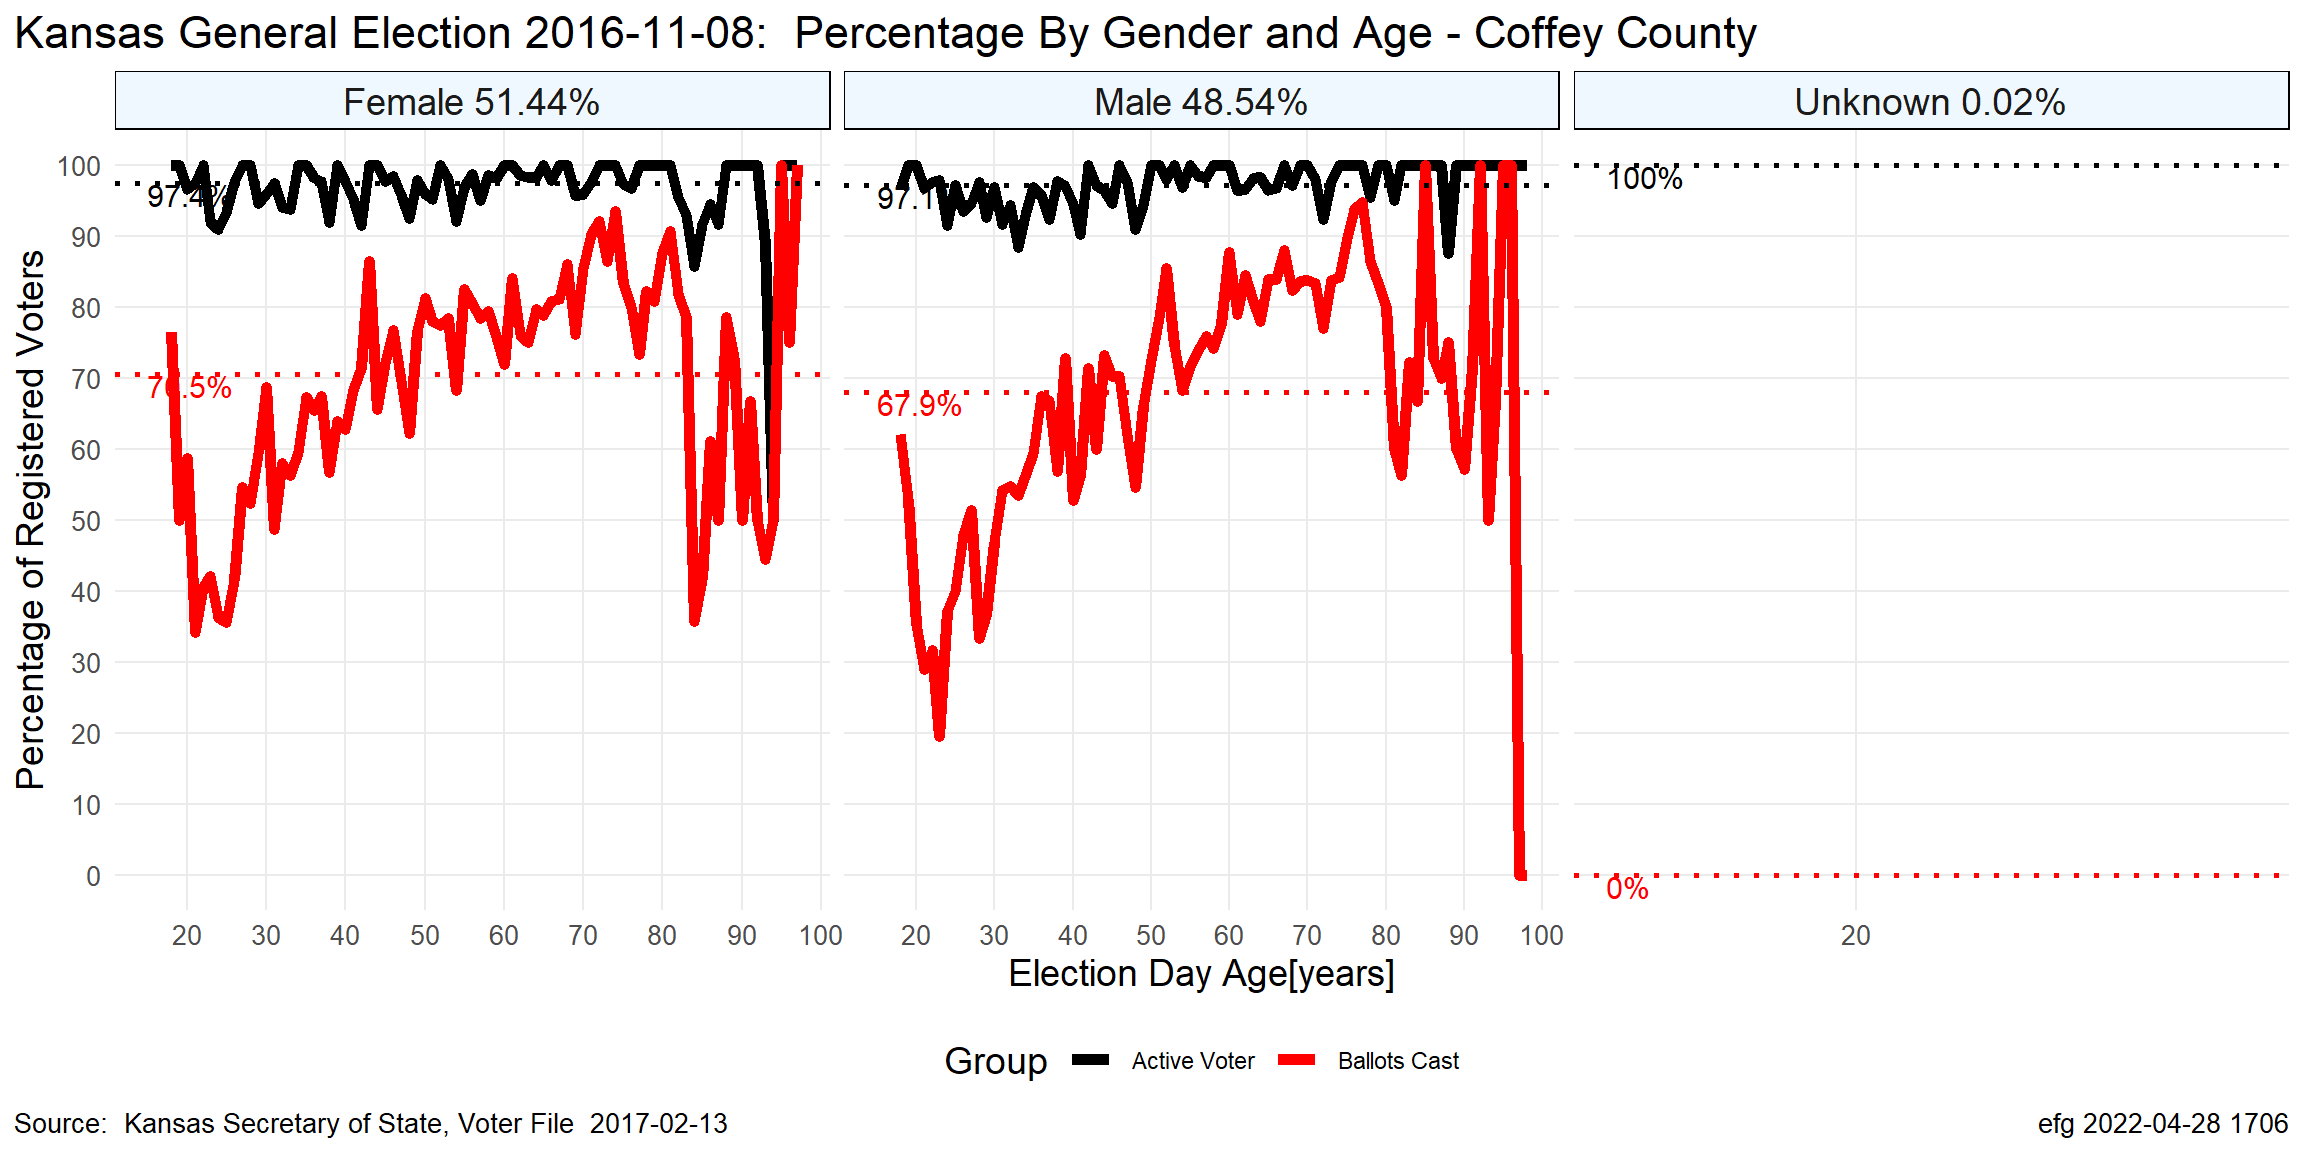 Kansas General Election 2016-11-08:  Percentage By Gender and Age - Coffey County
Female 51.44%
Male 48.54%
Unknown 0.02%
Percentage of Registered Voters
100
90
80
70
60
50
40
30
20
10
0
97.4%
70.5%
97.1
67.9%
100%
0%
20 30 40 50 60 70 80 90 100
20 30 40 50 60 70 80 90 100
20
Election Day Age[years]
Group Active Voter Ballots Cast
Source:  Kansas Secretary of State, Voter File  2017-02-13
efg 2022-04-28 1706